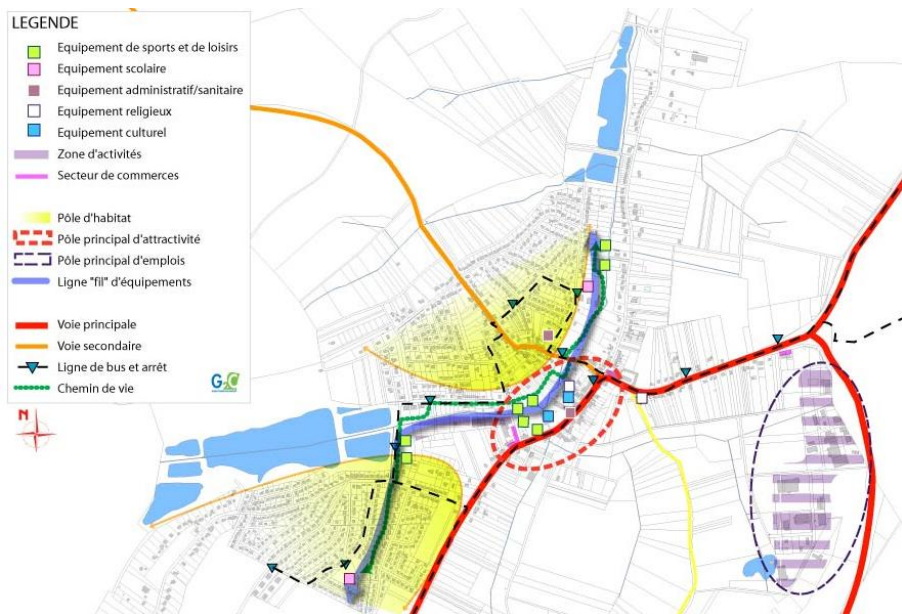 LEGENDE
Equipement de sports et de loisirs
Equipement scolaire
Equipement administratif/sanitaire
Equipement religieux
Equipement culturel
Zone d'activités
Secteur de commerces
Pôle d'habitat
Pôle principal d'attractivité
Pôle principal d'emplois
Ligne "fil" d'équipements
Voie principale
Voie secondaire
Ligne de bus et arrêt
Chemin de vie
G2C
N